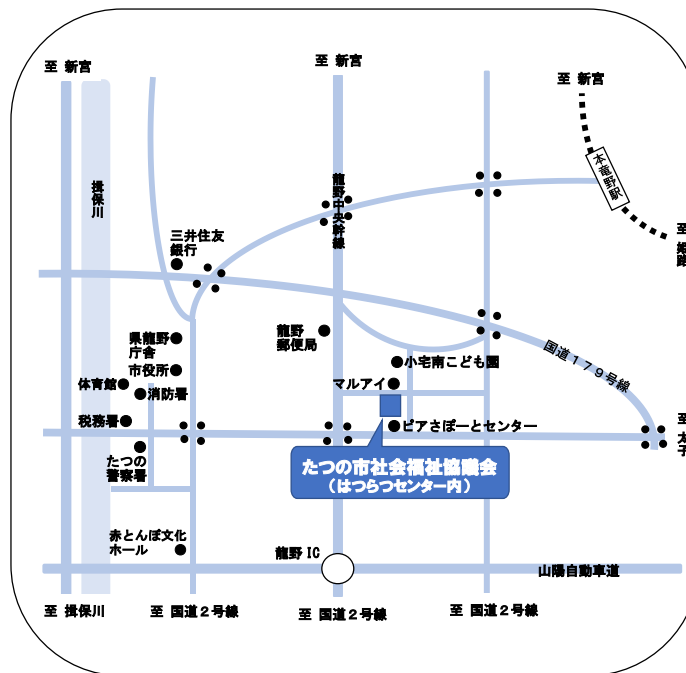 至 新宮
至 新宮
至 新宮
揖保川
龍野中央幹線
本竜野駅
至 姫路
三井住友
銀行
県龍野
庁舎
市役所
体育館
消防署
税務署
たつの
警察署
龍野
郵便局
小宅南こども園
マルアイ
ピアさぽーとセンター
国道179号線
至 太子
たつの市社会福祉協議会
(はつらつセンター内)
赤とんぼ文化
ホール
龍野 IC
山陽自動車道
至 揖保川
至 国道2号線
至 国道2号線
至 国道2号線